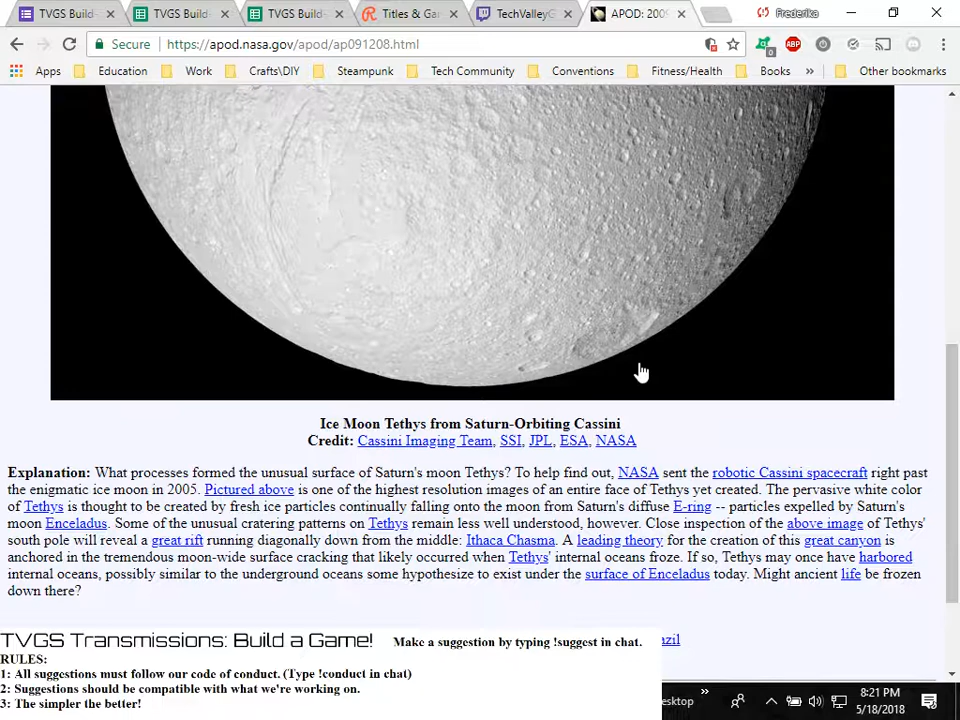 TVGS Build
TVGS Build
TVGS Build
Titles & Ga
TechValleyG
APOD: 200
Frederika
Secure
https://apod.nasa.gov/apod/ap091208.html
ABP
0
Apps
Education
Work
Crafts\DIY
Steampunk
Tech Community
Conventions
Fitness/Health
Books
»
Other bookmarks
Ice Moon Tethys from Saturn-Orbiting Cassini
Credit: Cassini Imaging Team, SSI, JPL, ESA, NASA
Explanation: What processes formed the unusual surface of Saturn's moon Tethys? To help find out, NASA sent the robotic Cassini spacecraft right past
the enigmatic ice moon in 2005. Pictured above is one of the highest resolution images of an entire face of Tethys yet created. The pervasive white color
of Tethys is thought to be created by fresh ice particles continually falling onto the moon from Saturn's diffuse E-ring -- particles expelled by Saturn's
moon Enceladus. Some of the unusual cratering patterns on Tethys remain less well understood, however. Close inspection of the above image of Tethys'
south pole will reveal a great rift running diagonally down from the middle: Ithaca Chasma. A leading theory for the creation of this great canyon is
anchored in the tremendous moon-wide surface cracking that likely occurred when Tethys' internal oceans froze. If so, Tethys may once have harbored
internal oceans, possibly similar to the underground oceans some hypothesize to exist under the surface of Enceladus today. Might ancient life be frozen
down there?
azil
TVGS Transmissions: Build a Game!
Make a suggestion by typing !suggest in chat.
RULES:
1: All suggestions must follow our code of conduct. (Type !conduct in chat)
2: Suggestions should be compatible with what we're working on.
3: The simpler the better!
esktop
»
8:21 PM
5/18/2018